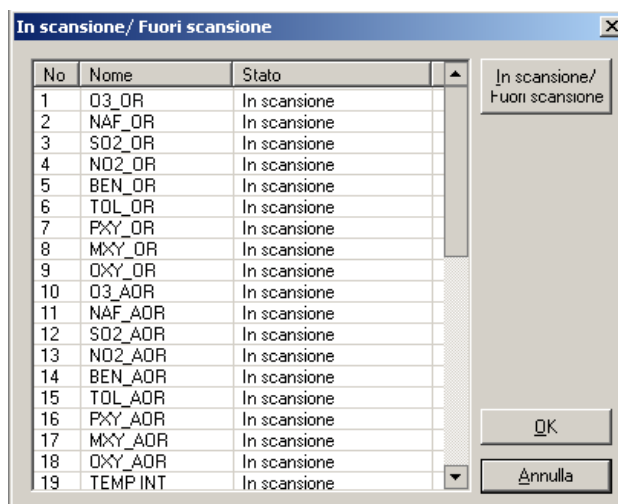 In scansione/ Fuori scansione
No Nome Stato
1 O3_OR In scansione
2 NAF_OR In scansione
3 SO2_OR In scansione
4 NO2_OR In scansione
5 BEN_OR In scansione
6 TOL_OR In scansione
7 PXY_OR In scansione
8 MXY_OR In scansione
9 OXY_OR In scansione
10 O3_AOR In scansione
11 NAF_AOR In scansione
12 SO2_AOR In scansione
13 NO2_AOR In scansione
14 BEN_AOR In scansione
15 TOL_AOR In scansione
16 PXY_AOR In scansione
17 MXY_AOR In scansione
18 OXY_AOR In scansione
19 TEMP INT In scansione
In scansione/
Fuori scansione
OK
Annulla